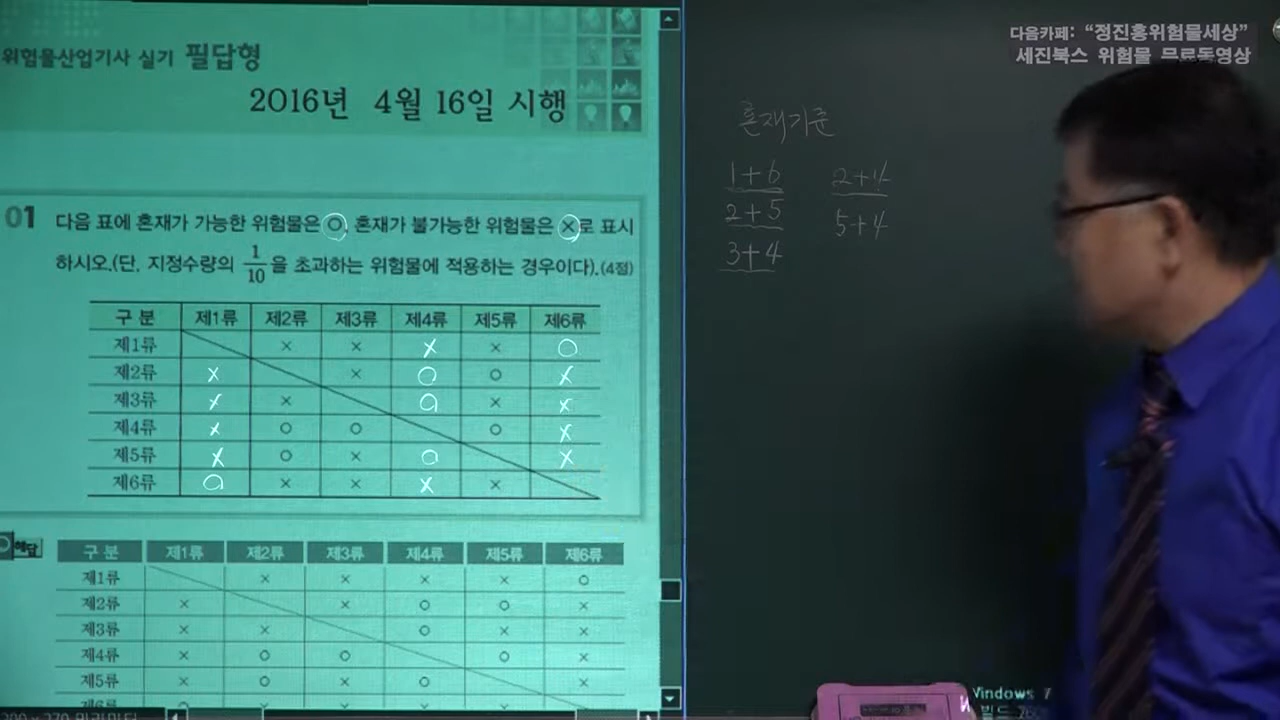 위험물산업기사 실기 필답형
2016년 4월 16일 시행
01 다음 표에 혼재가 가능한 위험물은 ○, 혼재가 불가능한 위험물은 ×로 표시
하시오.(단, 지정수량의 1/10을 초과하는 위험물에 적용하는 경우이다).(4점)
구 분 제1류 제2류 제3류 제4류 제5류 제6류
제1류 × × × × ○
제2류 × × ○ ○ ×
제3류 × × ○ × ×
제4류 × ○ ○ ○ ×
제5류 × ○ × ○ ×
제6류 ○ × × × ×
해답
구 분 제1류 제2류 제3류 제4류 제5류 제6류
제1류 × × × × ○
제2류 × × ○ ○ ×
제3류 × × ○ × ×
제4류 × ○ ○ ○ ×
제5류 × ○ × ○ ×
제6류 ○ × × × ×
다음카페: “정진홍위험물세상”
세진북스 위험물 무료동영상
혼재기준
1+6 2+4
2+5 5+4
3+4
Windows 7